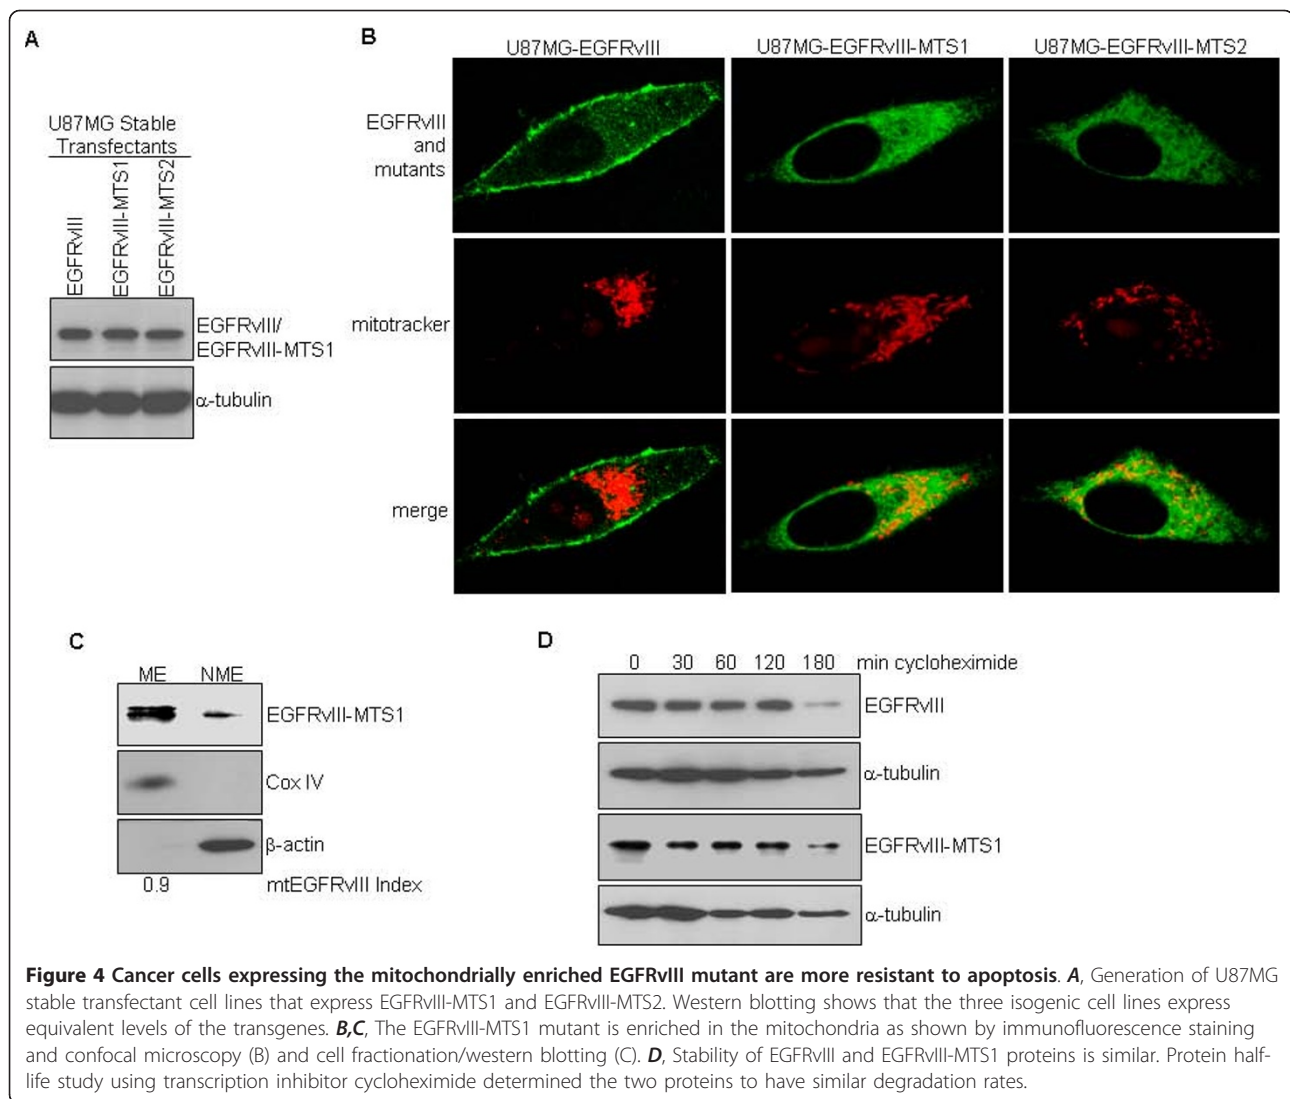 A
U87MG Stable
Transfectants
EGFRvIII
EGFRvIII-MTS1
EGFRvIII-MTS2
EGFRvIII/
EGFRvIII-MTS1
α-tubulin
B
U87MG-EGFRvIII
U87MG-EGFRvIII-MTS1
U87MG-EGFRvIII-MTS2
EGFRvIII
and
mutants
mitotracker
merge
C
ME NME
EGFRvIII-MTS1
Cox IV
β-actin
0.9 mtEGFRvIII Index
D
0 30 60 120 180 min cycloheximide
EGFRvIII
α-tubulin
EGFRvIII-MTS1
α-tubulin
Figure 4 Cancer cells expressing the mitochondrially enriched EGFRvIII mutant are more resistant to apoptosis. A, Generation of U87MG
stable transfectant cell lines that express EGFRvIII-MTS1 and EGFRvIII-MTS2. Western blotting shows that the three isogenic cell lines express
equivalent levels of the transgenes. B,C, The EGFRvIII-MTS1 mutant is enriched in the mitochondria as shown by immunofluorescence staining
and confocal microscopy (B) and cell fractionation/western blotting (C). D, Stability of EGFRvIII and EGFRvIII-MTS1 proteins is similar. Protein half-
life study using transcription inhibitor cycloheximide determined the two proteins to have similar degradation rates.